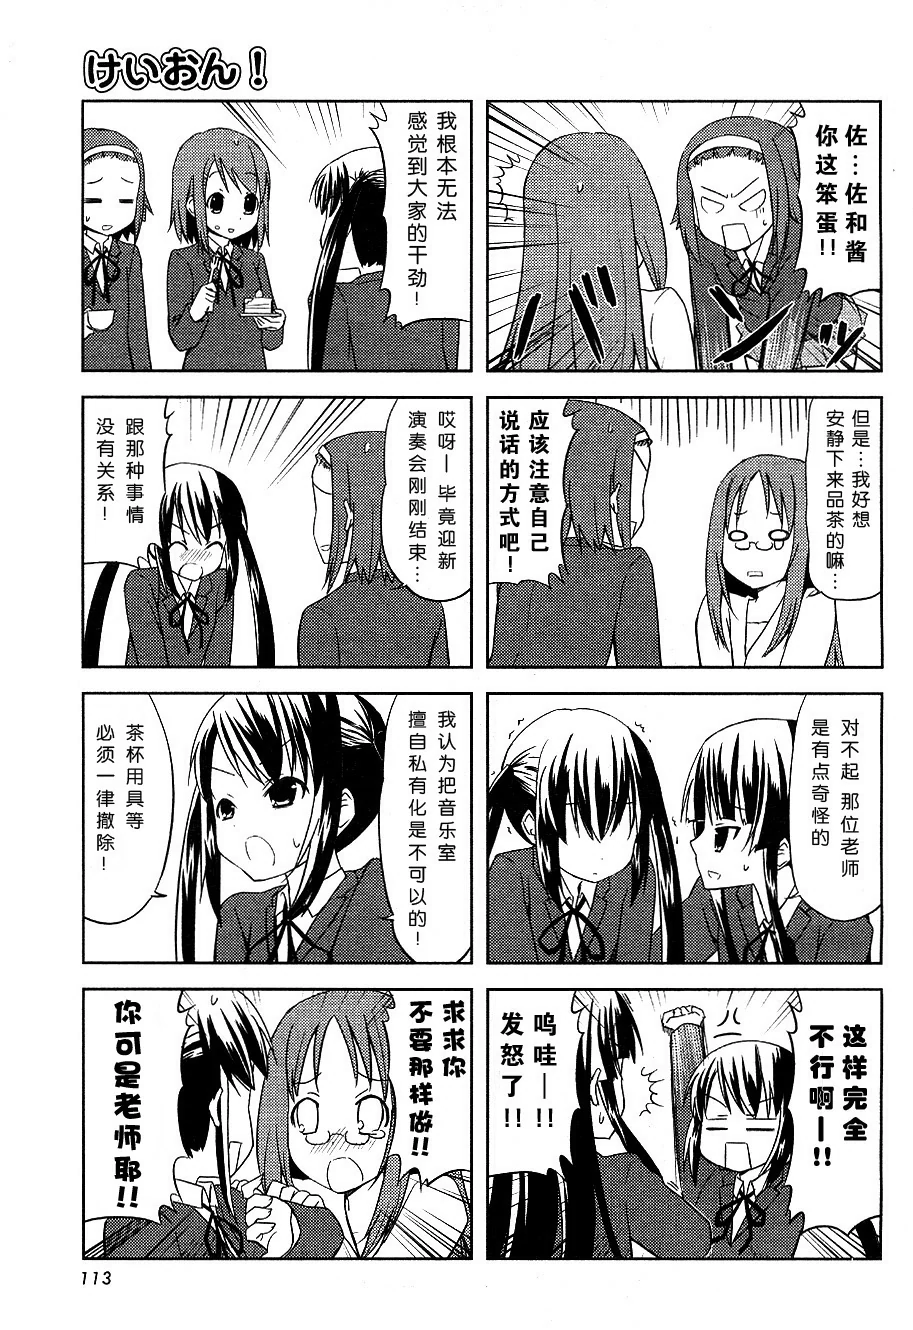 けいおん！
佐…佐和酱
你这笨蛋!!
但是…我好想
安静下来品茶的嘛…
应该注意自己
说话的方式吧！
对不起 那位老师
是有点奇怪的
这样完全
不行啊—!!
呜哇—!!
发怒了!!
我根本无法
感觉到大家的干劲！
哎呀— 毕竟迎新
演奏会刚刚结束…
跟那种事情
没有关系！
我认为把音乐室
擅自私有化是不可以的！
茶杯用具等
必须一律撤除！
求求你
不要那样做!!
你可是老师耶!!
113